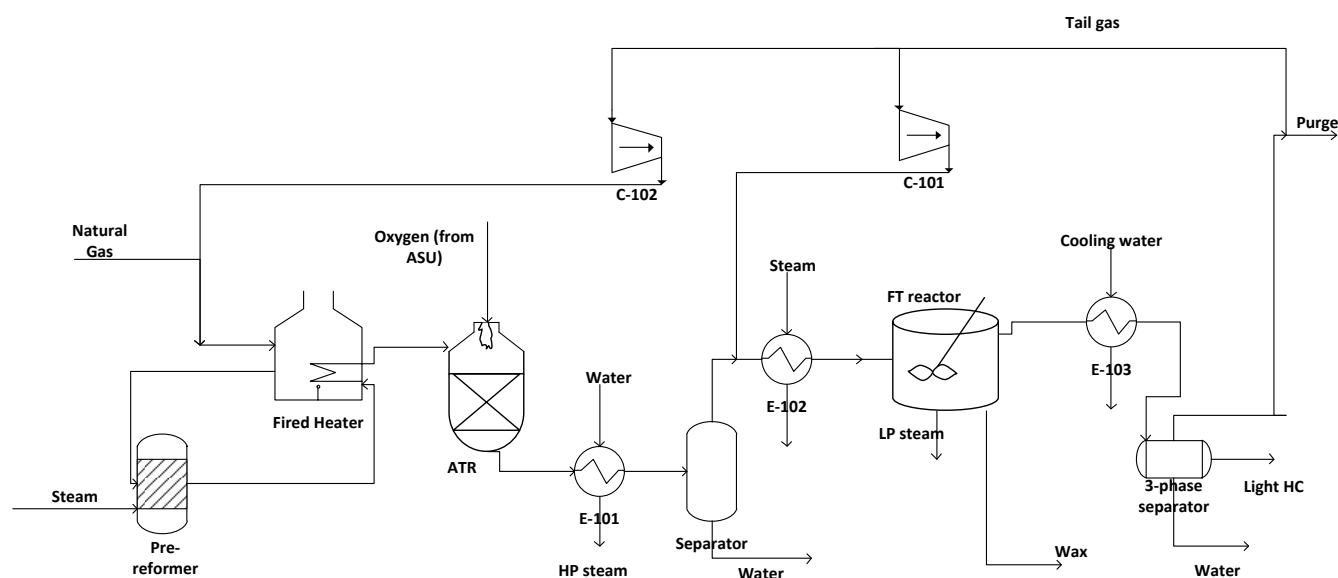 Tail gas
Purge
C-102
C-101
Natural
Gas
Oxygen (from
ASU)
Cooling water
Steam
FT reactor
Water
E-103
E-102
Fired Heater
LP steam
ATR
Steam
3-phase
separator
Light HC
E-101
Separator
Pre-
reformer
HP steam
Water
Wax
Water